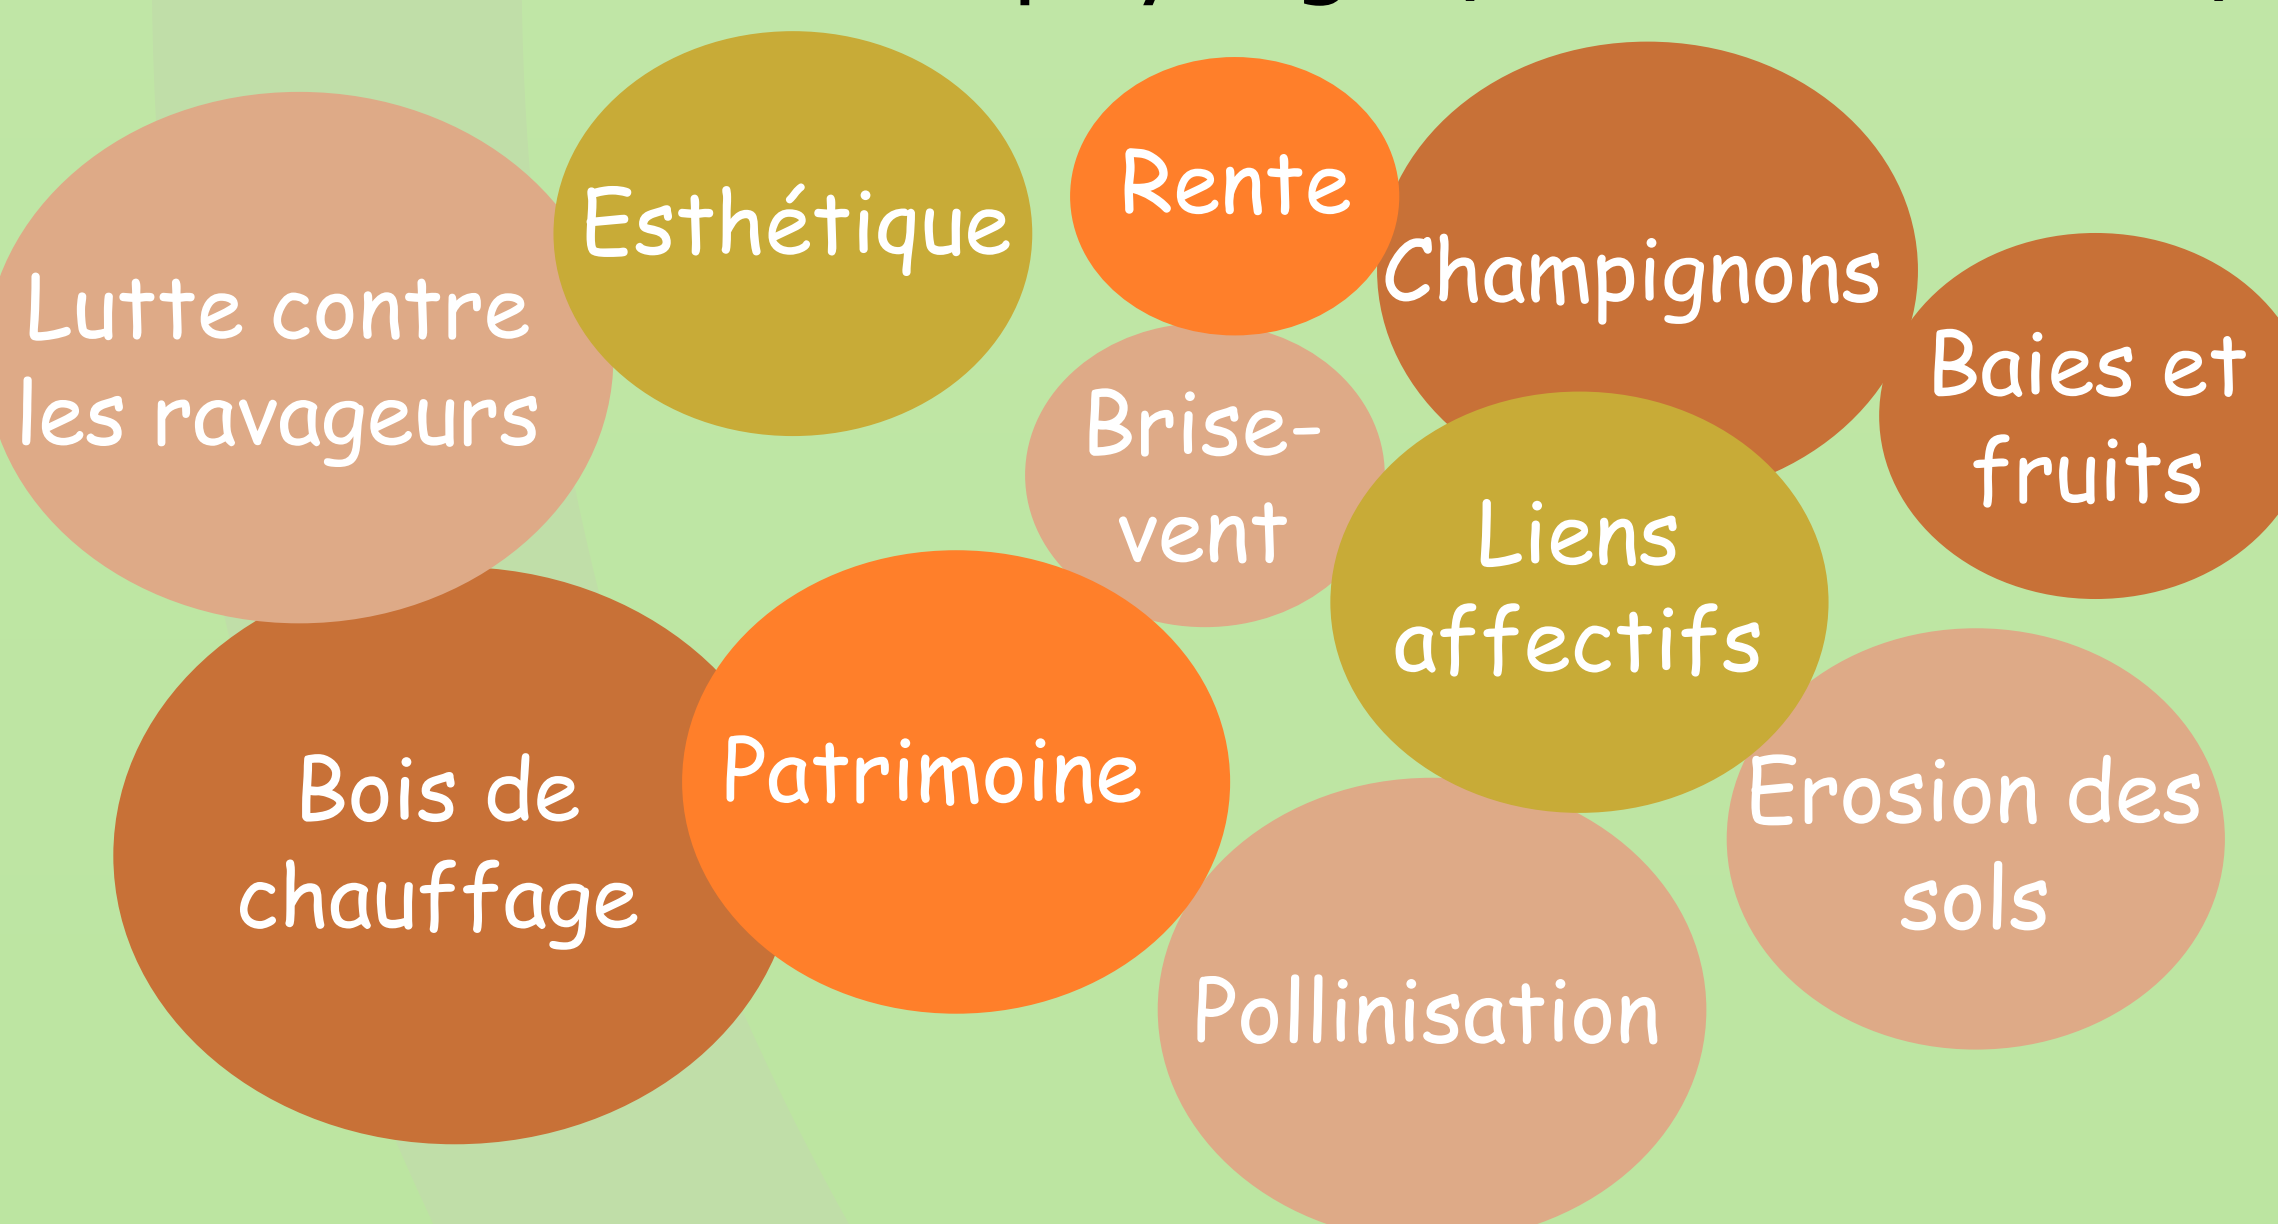 Esthétique
Rente
Champignons
Lutte contre
les ravageurs
Baies et
fruits
Brise-
vent
Liens
affectifs
Bois de
chauffage
Patrimoine
Erosion des
sols
Pollinisation